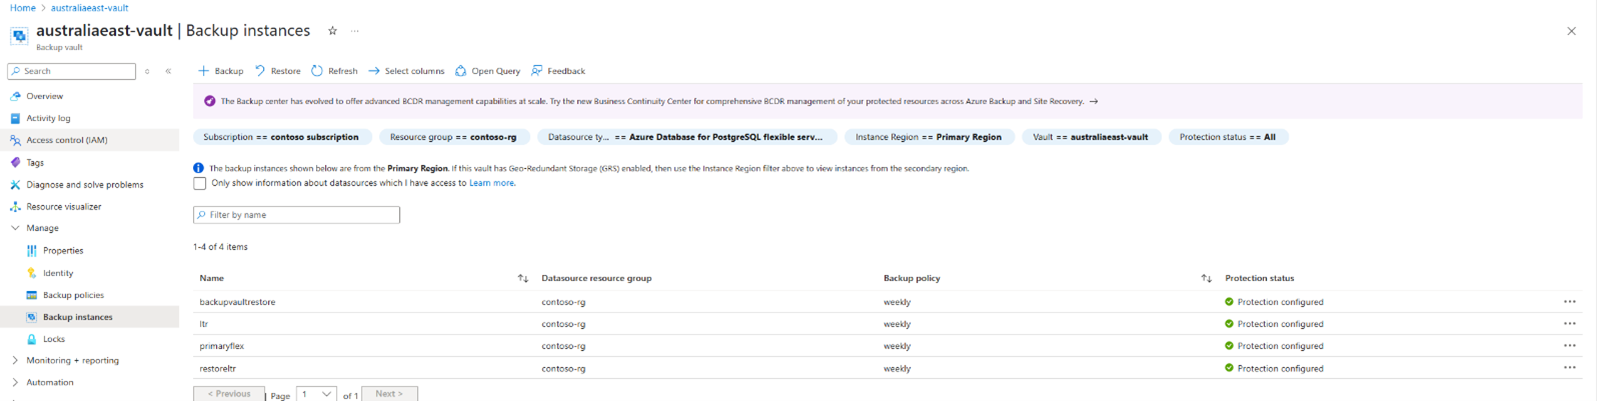 Home > australiaeast-vault
australiaeast-vault | Backup instances ☆ ...
Backup vault
Search
Overview
Activity log
Access control (IAM)
Tags
Diagnose and solve problems
Resource visualizer
Manage
Properties
Identity
Backup policies
Backup instances
Locks
Monitoring + reporting
Automation
+ Backup Restore Refresh Select columns Open Query Feedback
The Backup center has evolved to offer advanced BCDR management capabilities at scale. Try the new Business Continuity Center for comprehensive BCDR management of your protected resources across Azure Backup and Site Recovery. →
Subscription == contoso subscription Resource group == contoso-rg Datasource ty... == Azure Database for PostgreSQL flexible serv... Instance Region == Primary Region Vault == australiaeast-vault Protection status == All
The backup instances shown below are from the Primary Region. If this vault has Geo-Redundant Storage (GRS) enabled, then use the Instance Region filter above to view instances from the secondary region.
Only show information about datasources which I have access to Learn more.
Filter by name
1-4 of 4 items
Name Datasource resource group Backup policy Protection status
backupvaultrestore contoso-rg weekly Protection configured ...
ltr contoso-rg weekly Protection configured ...
primaryflex contoso-rg weekly Protection configured ...
restoreltr contoso-rg weekly Protection configured ...
< Previous Page 1 of 1 Next >